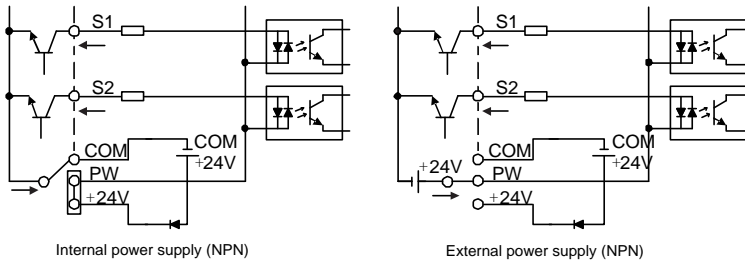 S1
S2
COM
COM
+24V
PW
+24V
Internal power supply (NPN)
S1
S2
COM
COM
+24V
+24V
PW
+24V
External power supply (NPN)